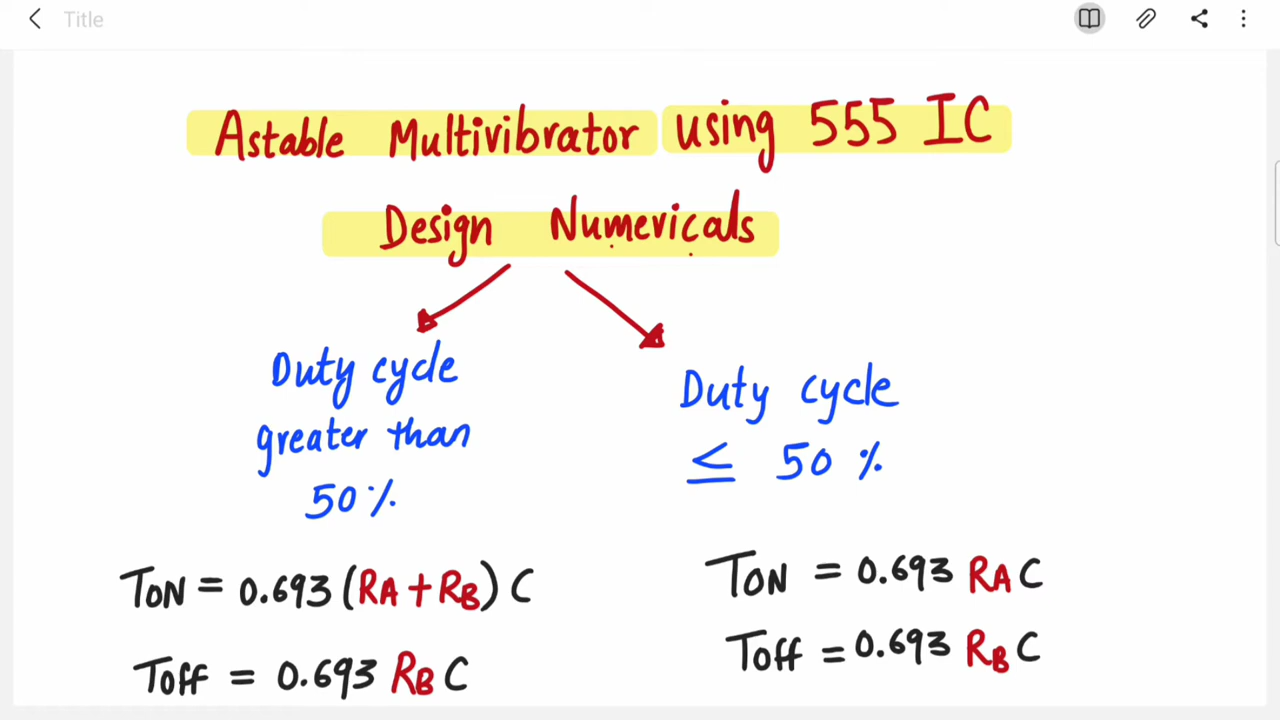 Title
Astable Multivibrator using 555 IC
Design Numericals
Duty cycle
greater than
50%
Duty cycle
≤ 50 %
TON = 0.693 (RA + RB) C
Toff = 0.693 RB C
TON = 0.693 RA C
Toff = 0.693 RB C